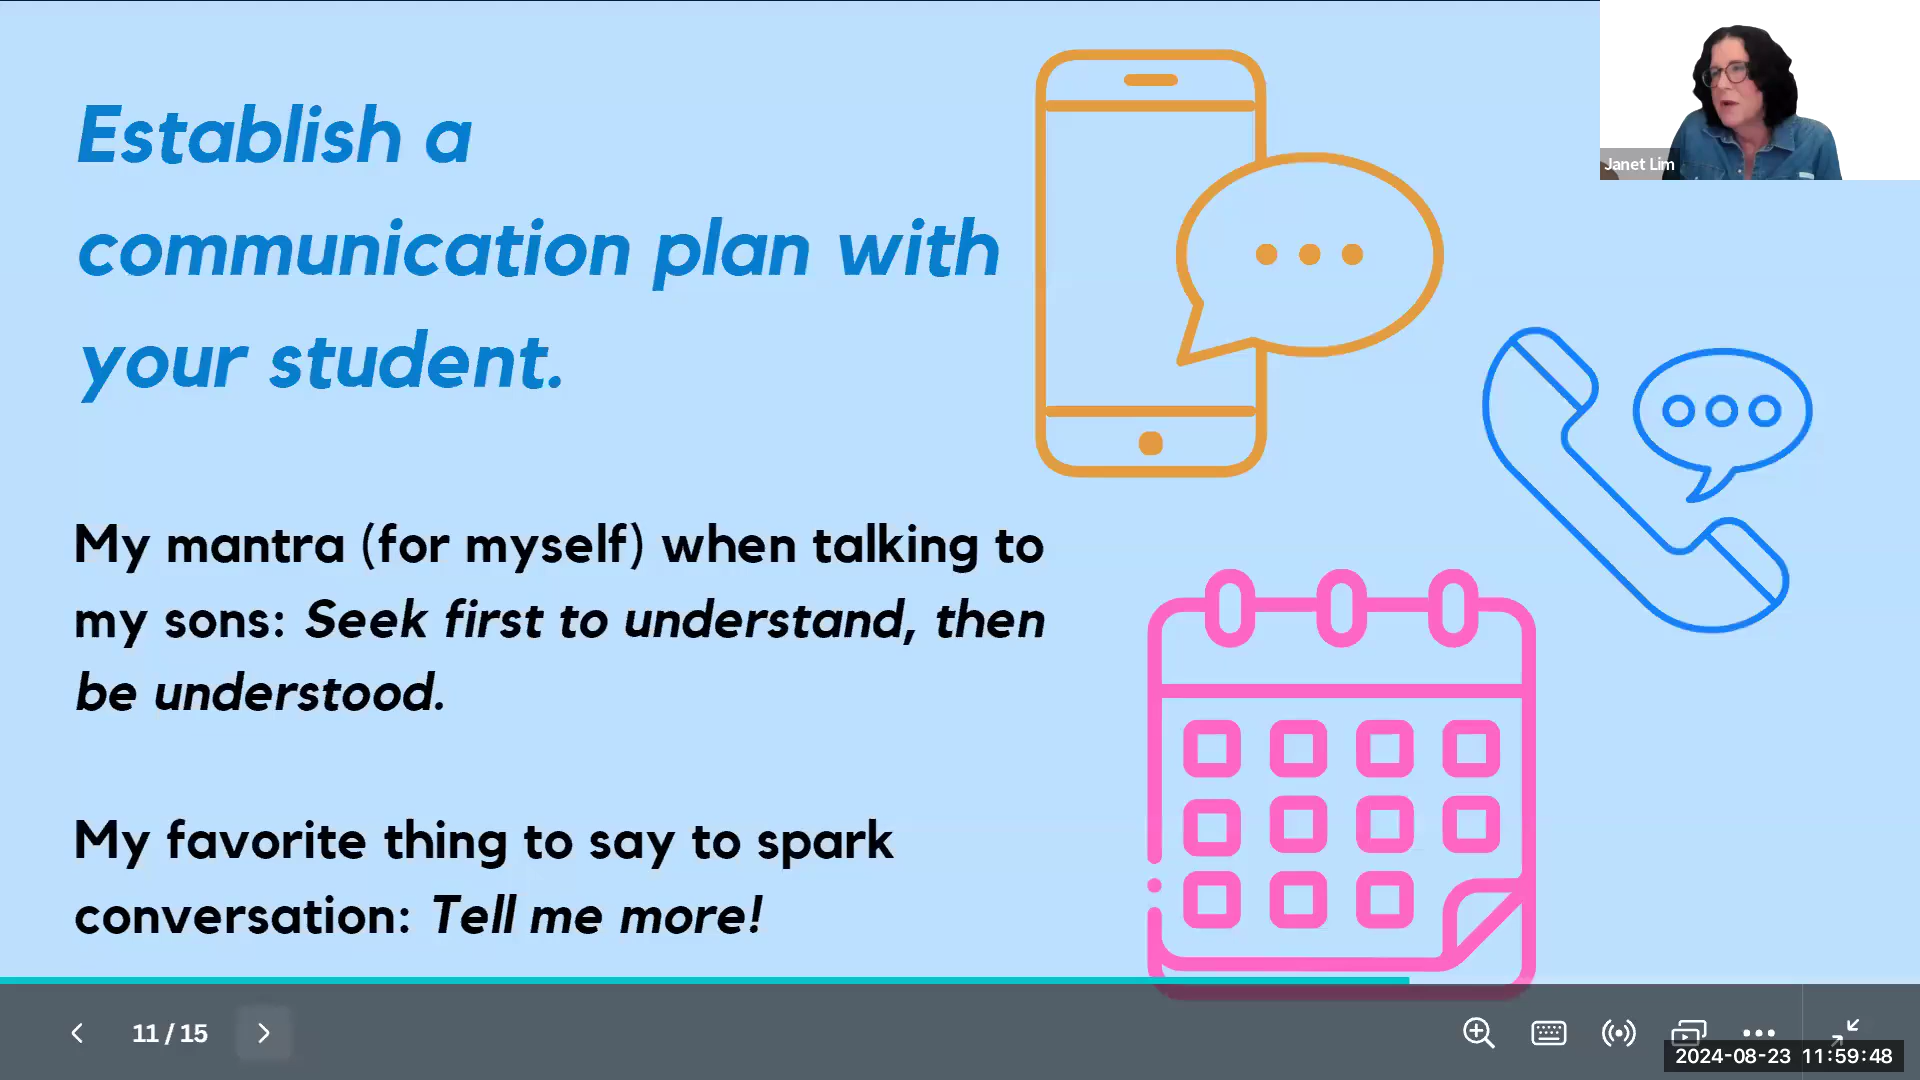 Establish a
communication plan with
your student.
My mantra (for myself) when talking to
my sons: Seek first to understand, then
be understood.
My favorite thing to say to spark
conversation: Tell me more!
Janet Lim
11 / 15
2024-08-23 11:59:48